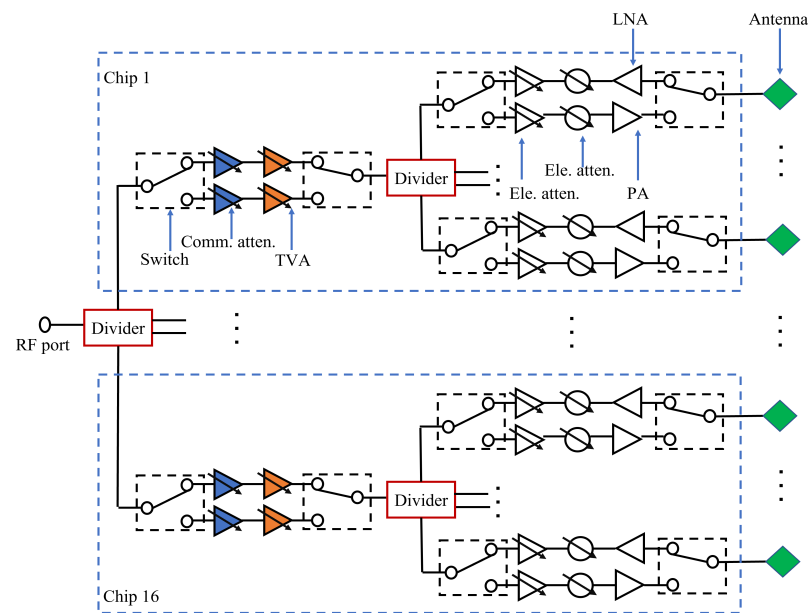 LNA
Antenna
Chip 1
Divider
Ele. atten.
Ele. atten.
PA
Comm. atten.
Switch
TVA
Divider
RF port
Divider
Chip 16